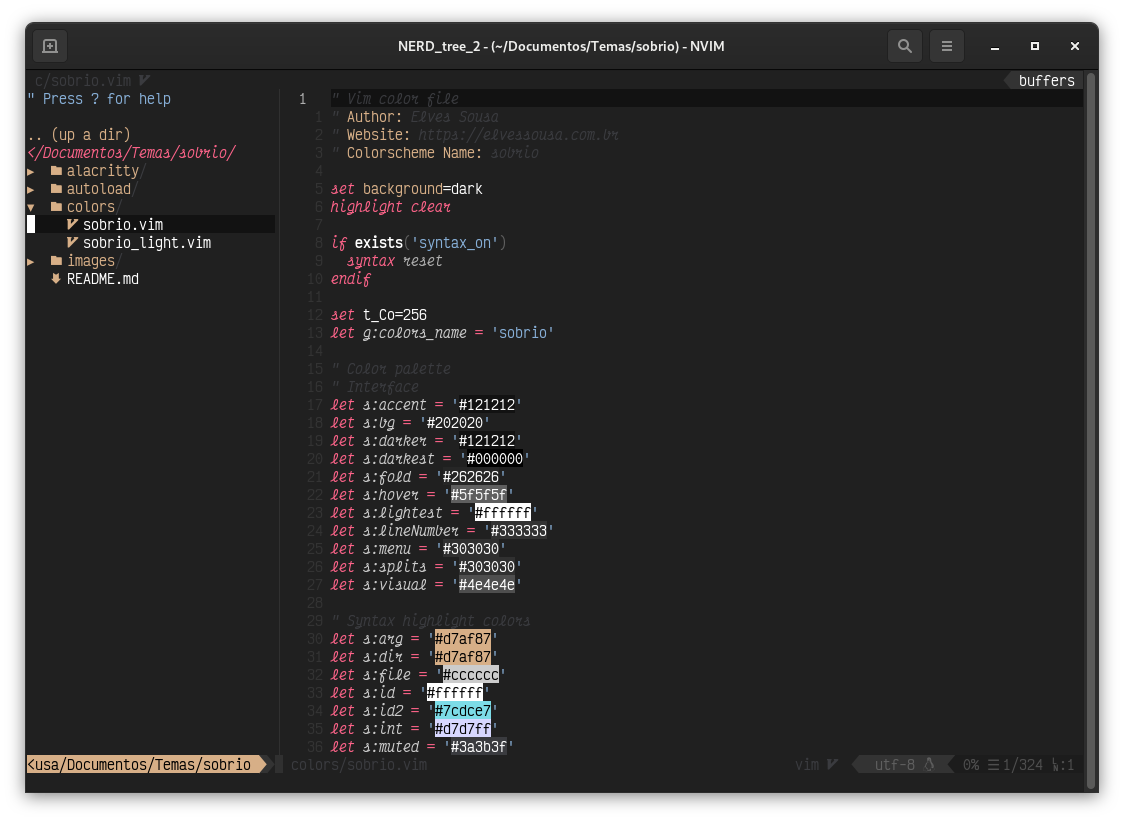 NERD_tree_2 - (~/Documentos/Temas/sobrio) - NVIM
c/sobrio.vim
buffers
" Press ? for help
.. (up a dir)
</Documentos/Temas/sobrio/
▸ alacritty/
▸ autoload/
▾ colors/
sobrio.vim
sobrio_light.vim
▸ images/
README.md
<usa/Documentos/Temas/sobrio
1 " Vim color file
1 " Author: Elves Sousa
2 " Website: https://elvessousa.com.br
3 " Colorscheme Name: sobrio
4
5 set background=dark
6 highlight clear
7
8 if exists('syntax_on')
9 syntax reset
10 endif
11
12 set t_Co=256
13 let g:colors_name = 'sobrio'
14
15 " Color palette
16 " Interface
17 let s:accent = '#121212'
18 let s:bg = '#202020'
19 let s:darker = '#121212'
20 let s:darkest = '#000000'
21 let s:fold = '#262626'
22 let s:hover = '#5f5f5f'
23 let s:lightest = '#ffffff'
24 let s:lineNumber = '#333333'
25 let s:menu = '#303030'
26 let s:splits = '#303030'
27 let s:visual = '#4e4e4e'
28
29 " Syntax highlight colors
30 let s:arg = '#d7af87'
31 let s:dir = '#d7af87'
32 let s:file = '#cccccc'
33 let s:id = '#ffffff'
34 let s:id2 = '#7cdce7'
35 let s:int = '#d7d7ff'
36 let s:muted = '#3a3b3f'
colors/sobrio.vim
vim
utf-8
0% ☰ 1/324 ㏑:1